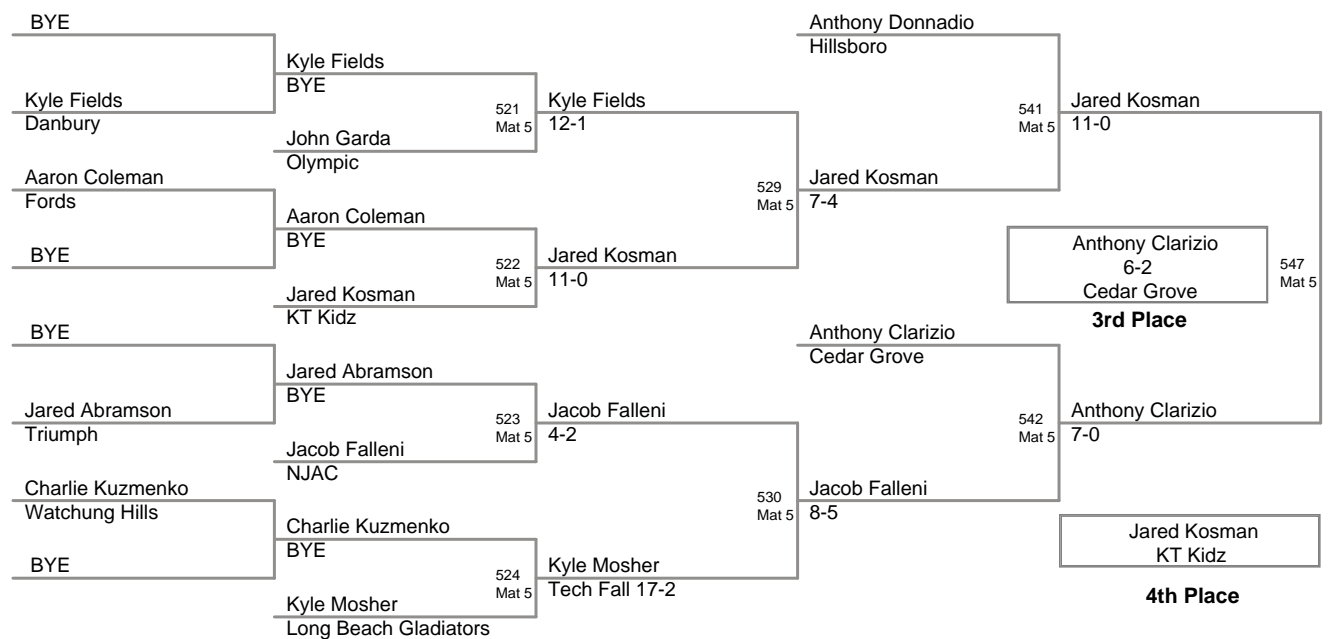 BYE
Kyle Fields
Danbury
Aaron Coleman
Fords
BYE
BYE
Jared Abramson
Triumph
Charlie Kuzmenko
Watchung Hills
BYE
Kyle Fields
BYE
John Garda
Olympic
Aaron Coleman
BYE
Jared Kosman
KT Kidz
Jared Abramson
BYE
Jacob Falleni
NJAC
Charlie Kuzmenko
BYE
Kyle Mosher
Long Beach Gladiators
521
Mat 5
522
Mat 5
523
Mat 5
524
Mat 5
Kyle Fields
12-1
Jared Kosman
11-0
Jacob Falleni
4-2
Kyle Mosher
Tech Fall 17-2
529
Mat 5
530
Mat 5
Anthony Donnadio
Hillsboro
Jared Kosman
7-4
Anthony Clarizio
Cedar Grove
Jacob Falleni
8-5
541
Mat 5
542
Mat 5
Jared Kosman
11-0
Anthony Clarizio
6-2
Cedar Grove
3rd Place
547
Mat 5
Anthony Clarizio
7-0
Jared Kosman
KT Kidz
4th Place